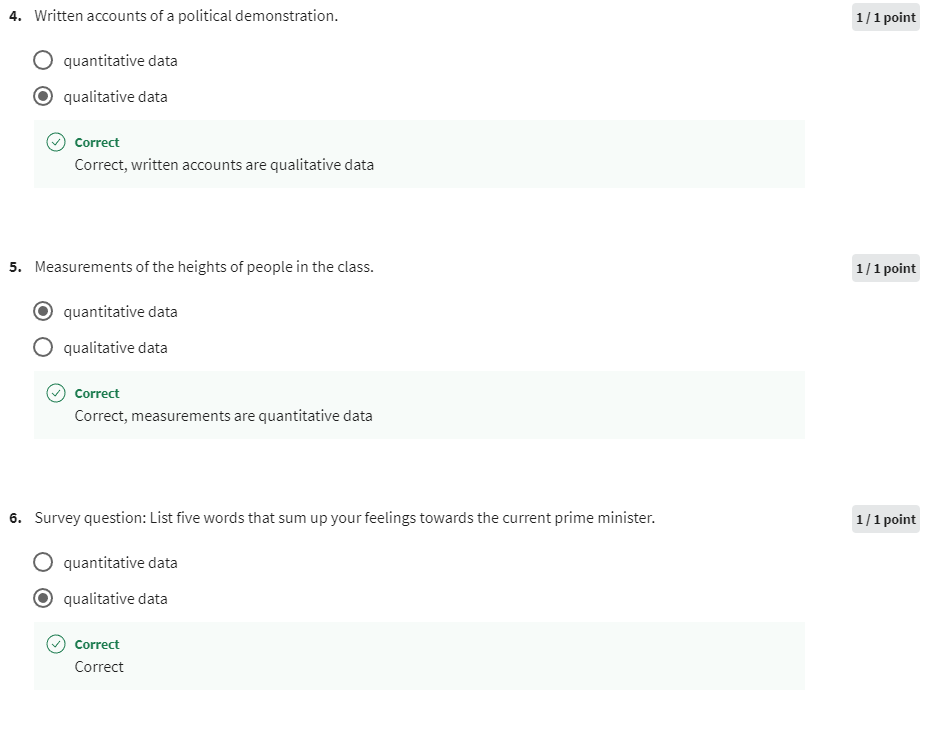 4. Written accounts of a political demonstration. 1 / 1 point
quantitative data
qualitative data
Correct
Correct, written accounts are qualitative data
5. Measurements of the heights of people in the class. 1 / 1 point
quantitative data
qualitative data
Correct
Correct, measurements are quantitative data
6. Survey question: List five words that sum up your feelings towards the current prime minister. 1 / 1 point
quantitative data
qualitative data
Correct
Correct